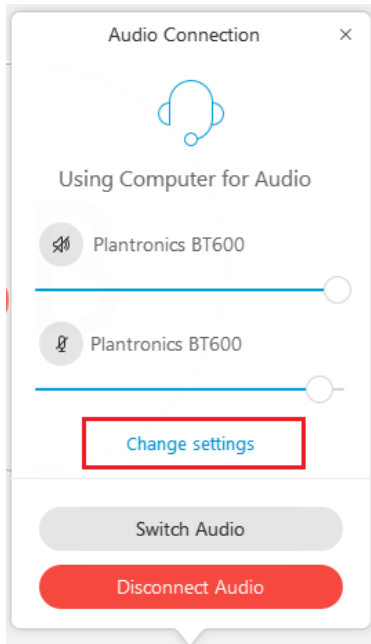 Audio Connection
Using Computer for Audio
Plantronics BT600
Plantronics BT600
Change settings
Switch Audio
Disconnect Audio